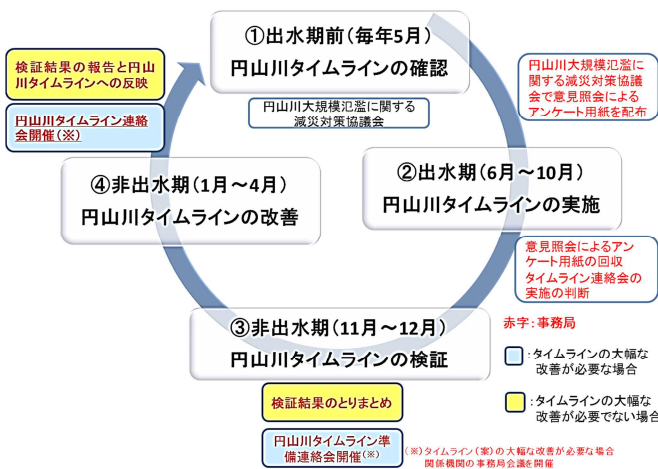 ①出水期前(毎年5月)
円山川タイムラインの確認
円山川大規模氾濫に関する
減災対策協議会
検証結果の報告と円山
川タイムラインへの反映
円山川タイムライン連絡
会開催(※)
円山川大規模氾濫
に関する減災対策協議
会で意見照会による
アンケート用紙を配布
②出水期(6月～10月)
円山川タイムラインの実施
意見照会によるアン
ケート用紙の回収
タイムライン連絡会の
実施の判断
④非出水期(1月～4月)
円山川タイムラインの改善
③非出水期(11月～12月)
円山川タイムラインの検証
検証結果のとりまとめ
円山川タイムライン準
備連絡会開催(※)
赤字:事務局
:タイムラインの大幅な
改善が必要な場合
:タイムラインの大幅な
改善が必要でない場合
(※)タイムライン(案)の大幅な改善が必要な場合
関係機関の事務局会議を開催